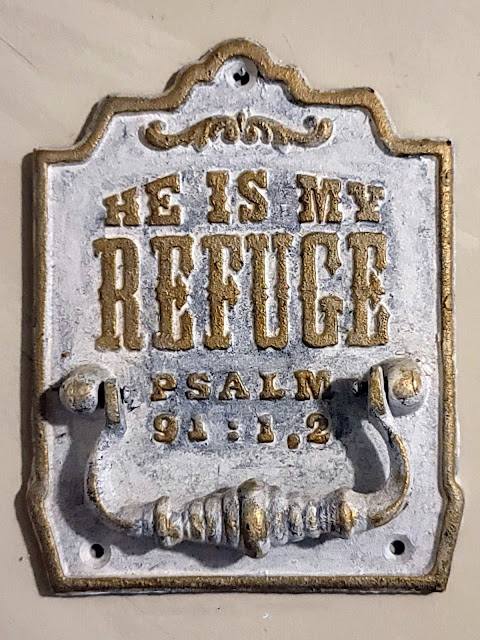 HE IS MY
REFUGE
PSALM
91:1,2